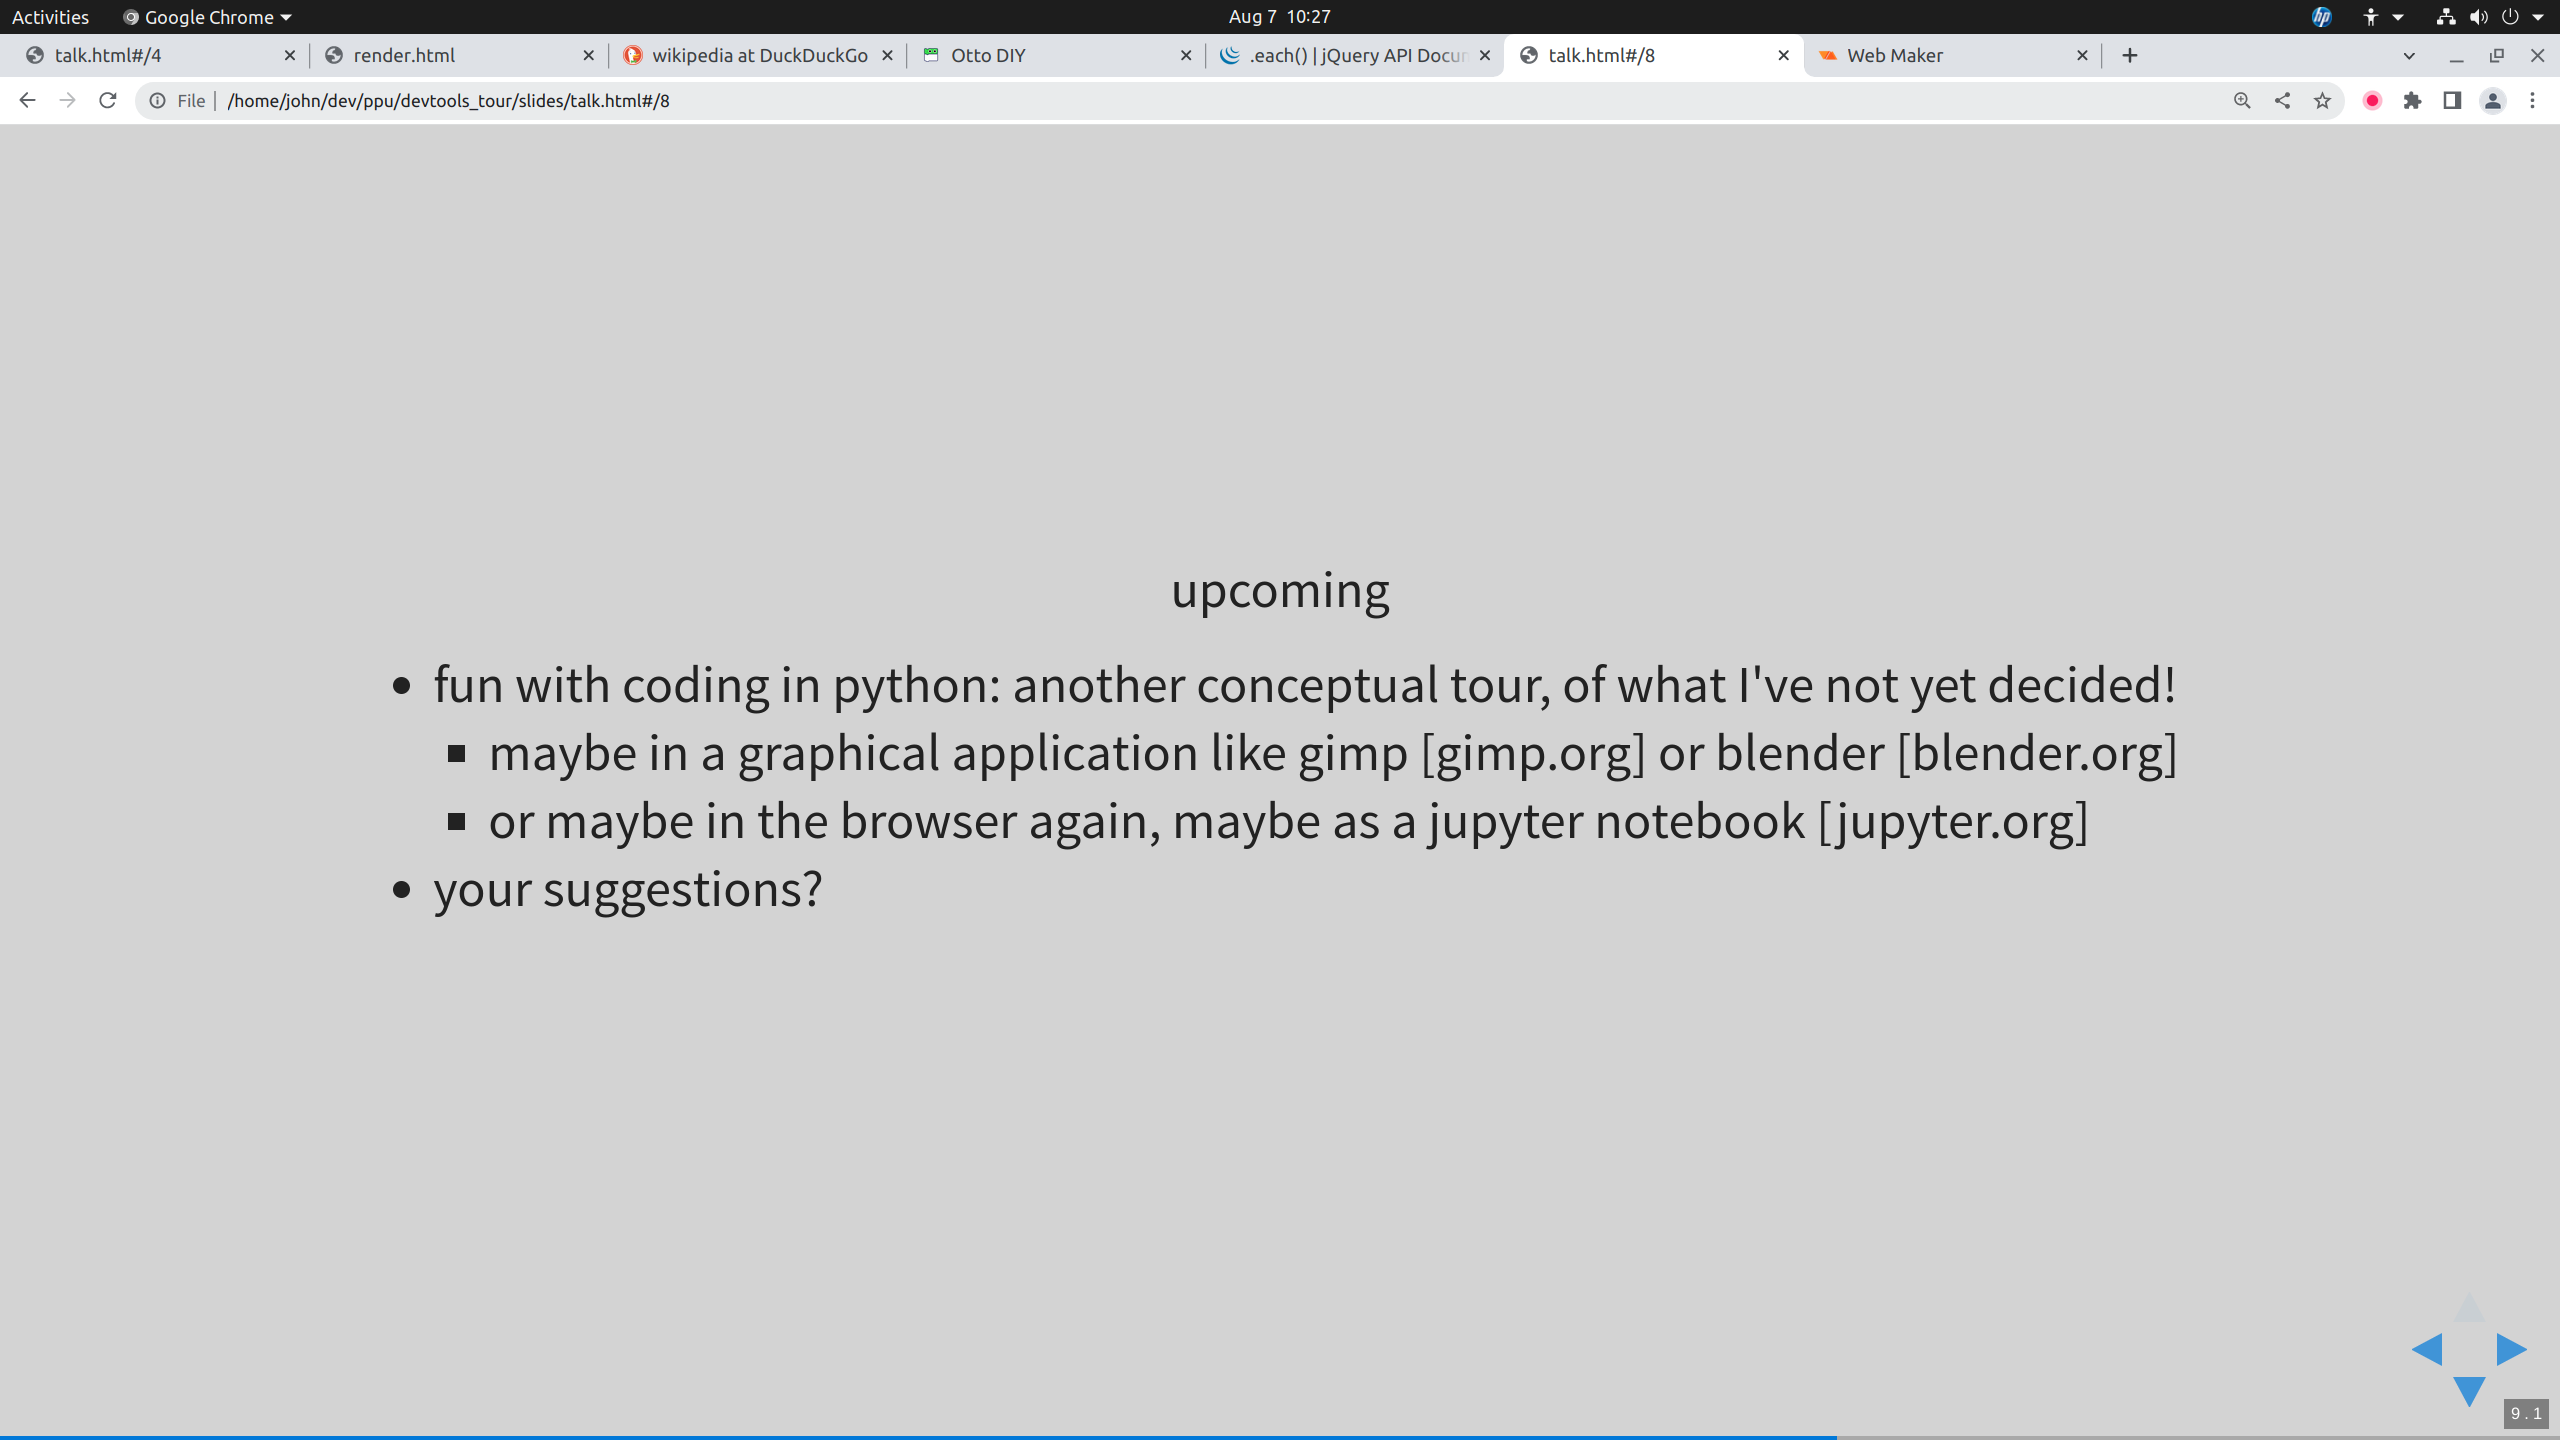 Activities Google Chrome Aug 7 10:27
talk.html#/4 render.html wikipedia at DuckDuckGo Otto DIY .each() | jQuery API Docu talk.html#/8 Web Maker
File /home/john/dev/ppu/devtools_tour/slides/talk.html#/8
upcoming
fun with coding in python: another conceptual tour, of what I've not yet decided!
maybe in a graphical application like gimp [gimp.org] or blender [blender.org]
or maybe in the browser again, maybe as a jupyter notebook [jupyter.org]
your suggestions?
9.1